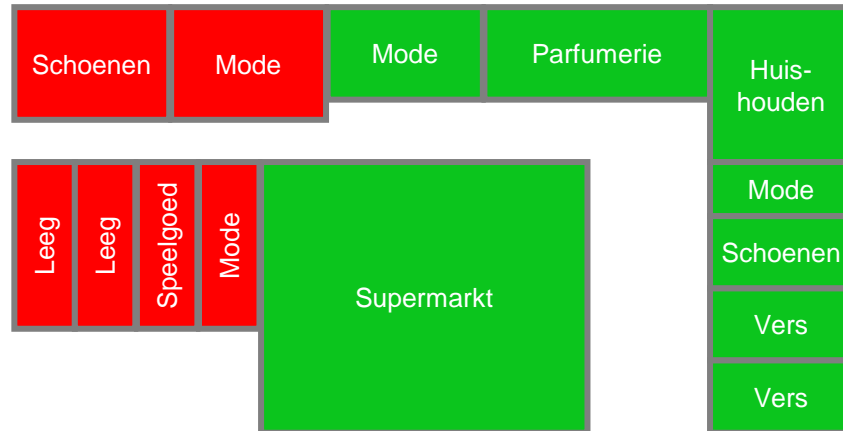 Schoenen
Mode
Mode
Parfumerie
Huis-
houden
Leeg
Leeg
Speelgoed
Mode
Supermarkt
Mode
Schoenen
Vers
Vers